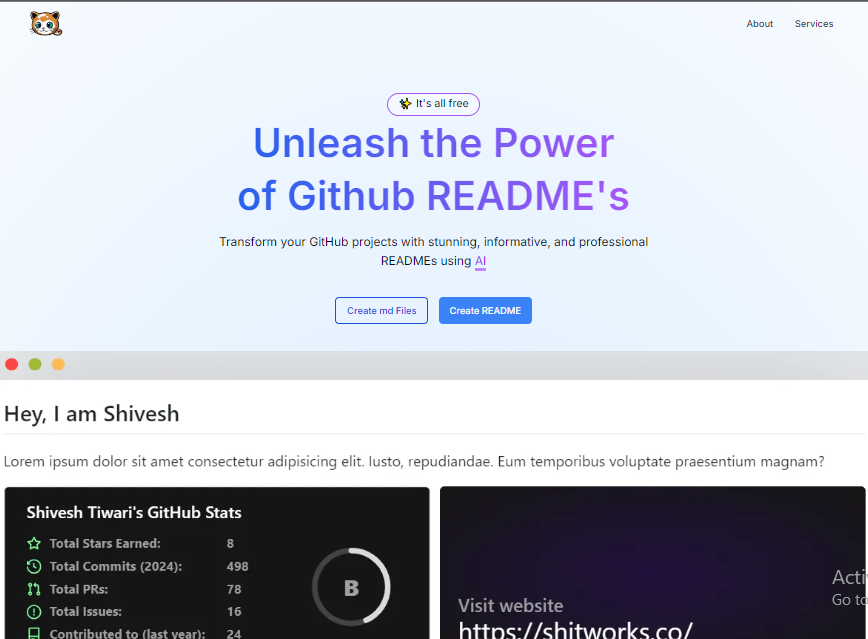 About
Services
It's all free
Unleash the Power
of Github README's
Transform your GitHub projects with stunning, informative, and professional
READMEs using AI
Create md Files
Create README
Hey, I am Shivesh
Lorem ipsum dolor sit amet consectetur adipisicing elit. Iusto, repudiandae. Eum temporibus voluptate praesentium magnam?
Shivesh Tiwari's GitHub Stats
Total Stars Earned: 8
Total Commits (2024): 498
Total PRs: 78
Total Issues: 16
Contributed to (last year): 24
B
Acti
Go to
Visit website
https://shitworks.co/